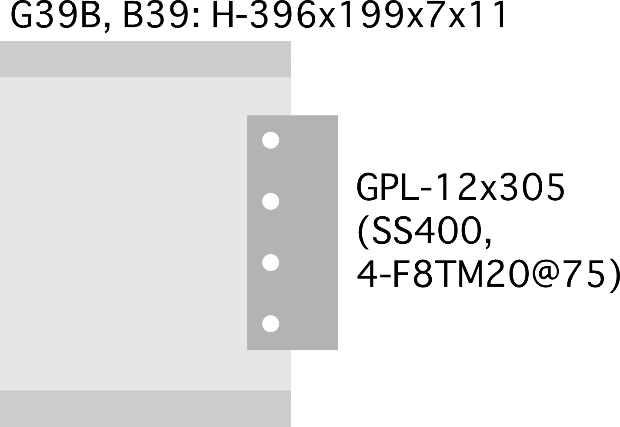 G39B, B39: H-396x199x7x11
GPL-12x305
(SS400,
4-F8TM20@75)